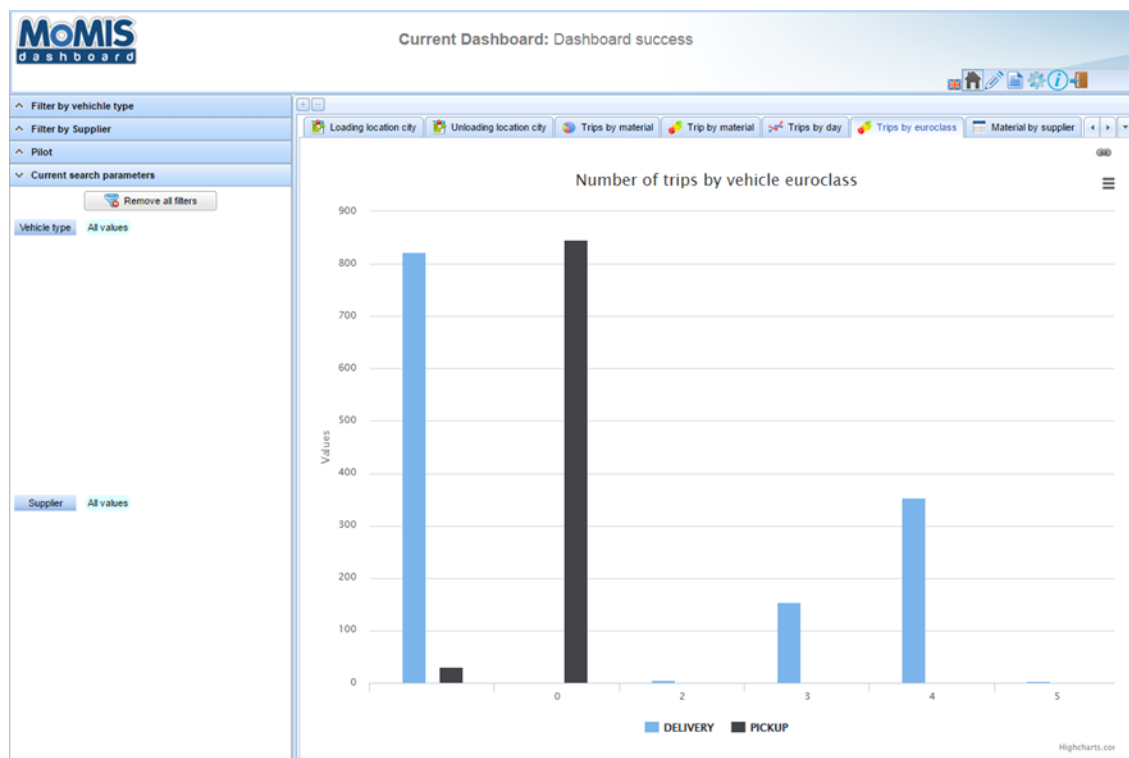 MoMIS
dashboard
Current Dashboard: Dashboard success
Filter by vehichle type
Filter by Supplier
Pilot
Current search parameters
Remove all filters
Vehicle type All values
Supplier All values
Loading location city Unloading location city Trips by material Trip by material Trips by day Trips by euroclass Material by supplier
Number of trips by vehicle euroclass
900
800
700
600
500
400
300
200
100
0
Values
0 2 3 4 5
DELIVERY PICKUP
Highcharts.co